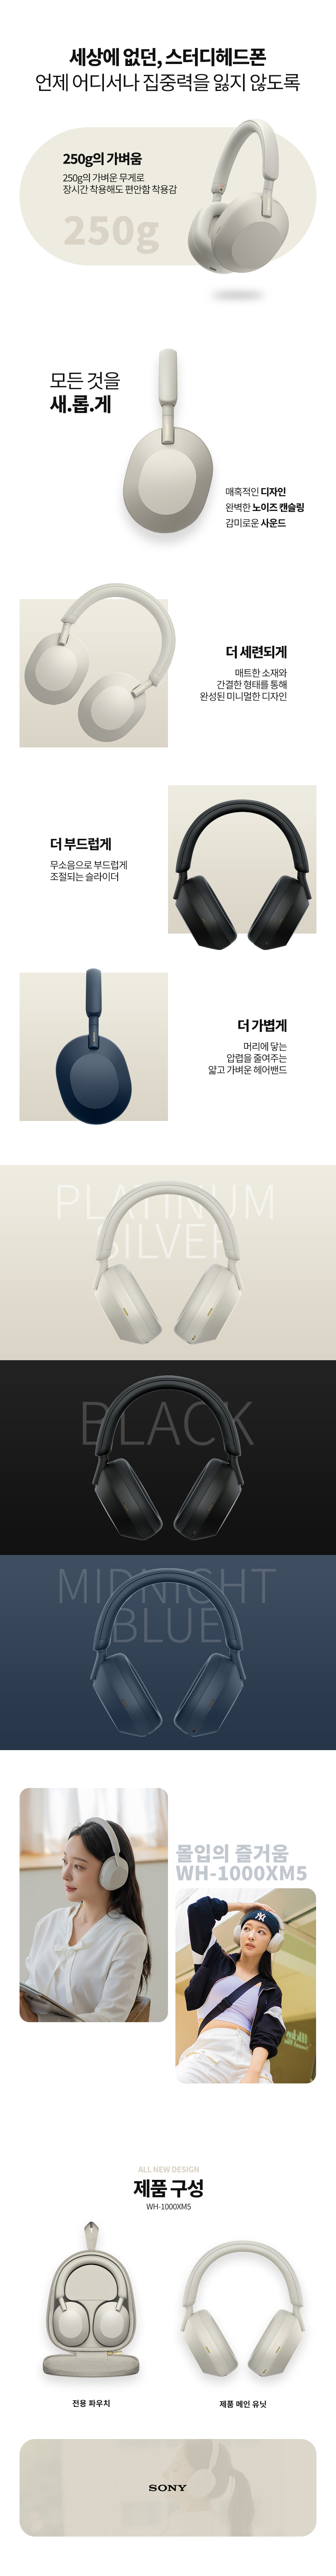 세상에 없던, 스터디헤드폰
언제 어디서나 집중력을 잃지 않도록
250g의 가벼움
250g의 가벼운 무게로
장시간 착용해도 편안함 착용감
250g
모든 것을
새.롭.게
매혹적인 디자인
완벽한 노이즈 캔슬링
감미로운 사운드
더 세련되게
매트한 소재와
간결한 형태를 통해
완성된 미니멀한 디자인
더 부드럽게
무소음으로 부드럽게
조절되는 슬라이더
더 가볍게
머리에 닿는
압렵을 줄여주는
얇고 가벼운 헤어밴드
PLATINUM
SILVER
BLACK
MIDNIGHT
BLUE
몰입의 즐거움
WH-1000XM5
NY
ALL NEW DESIGN
제품 구성
WH-1000XM5
전용 파우치
제품 메인 유닛
SONY